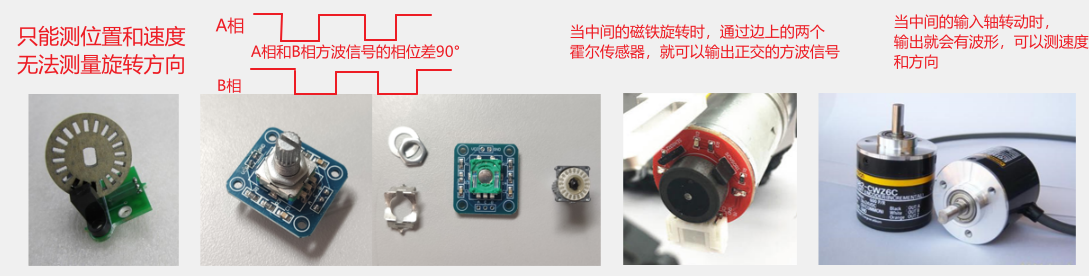 只能测位置和速度
无法测量旋转方向
A相
A相和B相方波信号的相位差90°
B相
当中间的磁铁旋转时，通过边上的两个
霍尔传感器，就可以输出正交的方波信号
当中间的输入轴转动时，
输出就会有波形，可以测速度
和方向
-CWZ6C